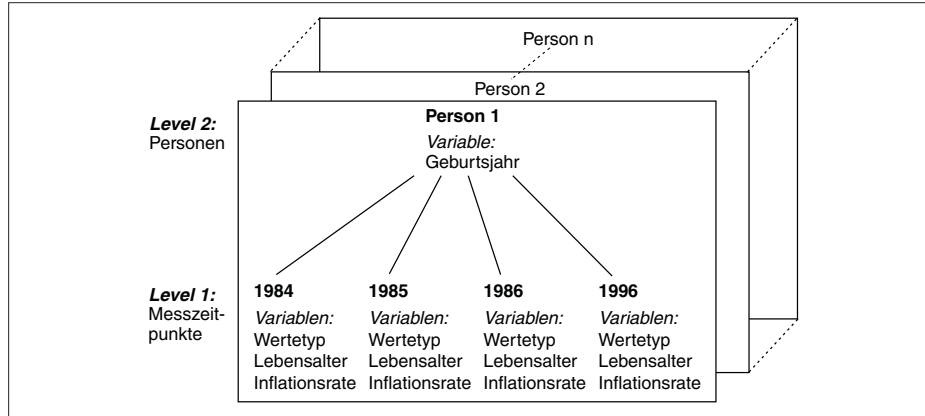 Person n
Person 2
Person 1
Level 2:
Personen
Variable:
Geburtsjahr
Level 1:
Messzeit-
punkte
1984 1985 1986 1996
Variablen: Variablen: Variablen: Variablen:
Wertetyp Wertetyp Wertetyp Wertetyp
Lebensalter Lebensalter Lebensalter Lebensalter
Inflationsrate Inflationsrate Inflationsrate Inflationsrate